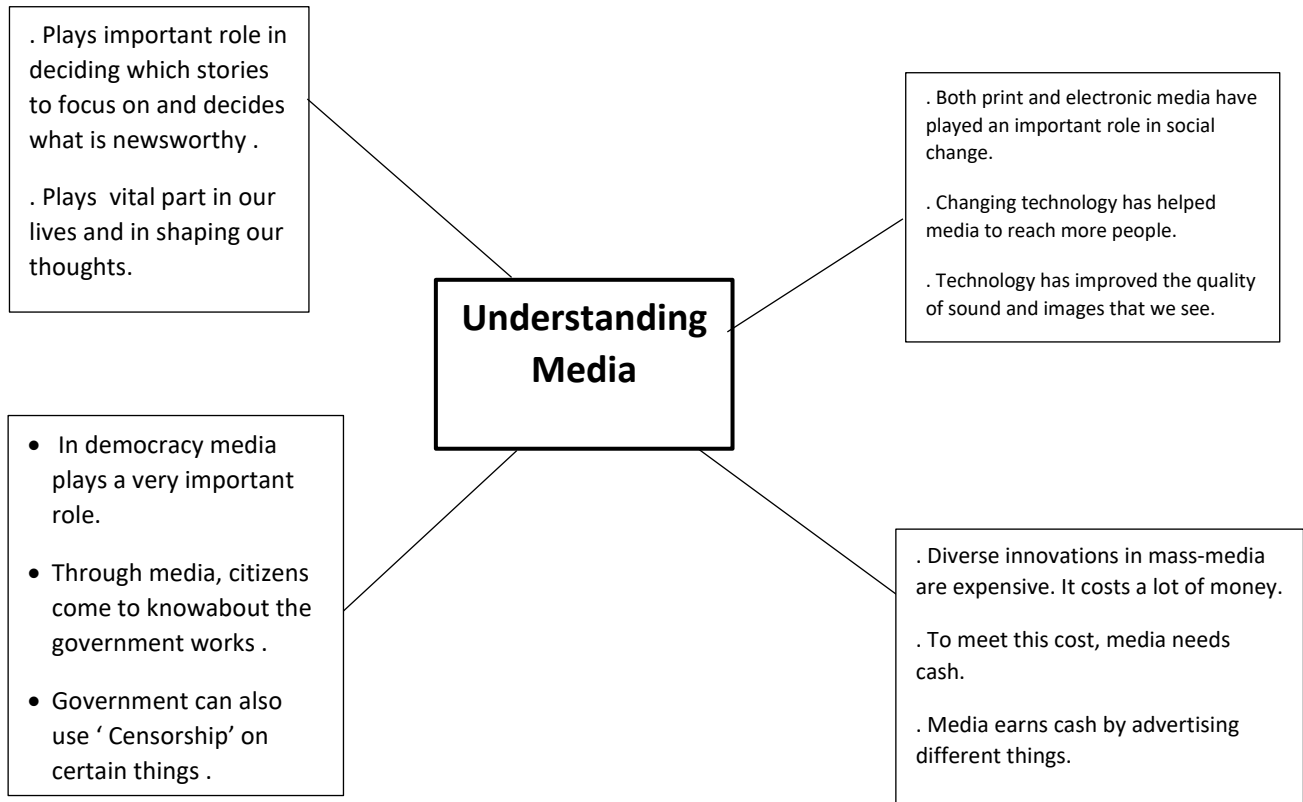 . Plays important role in
deciding which stories
to focus on and decides
what is newsworthy .
. Plays  vital part in our
lives and in shaping our
thoughts.
. Both print and electronic media have
played an important role in social
change.
. Changing technology has helped
media to reach more people.
. Technology has improved the quality
of sound and images that we see.
Understanding
Media
• In democracy media
plays a very important
role.
• Through media, citizens
come to knowabout the
government works .
• Government can also
use ‘ Censorship’ on
certain things .
. Diverse innovations in mass-media
are expensive. It costs a lot of money.
. To meet this cost, media needs
cash.
. Media earns cash by advertising
different things.